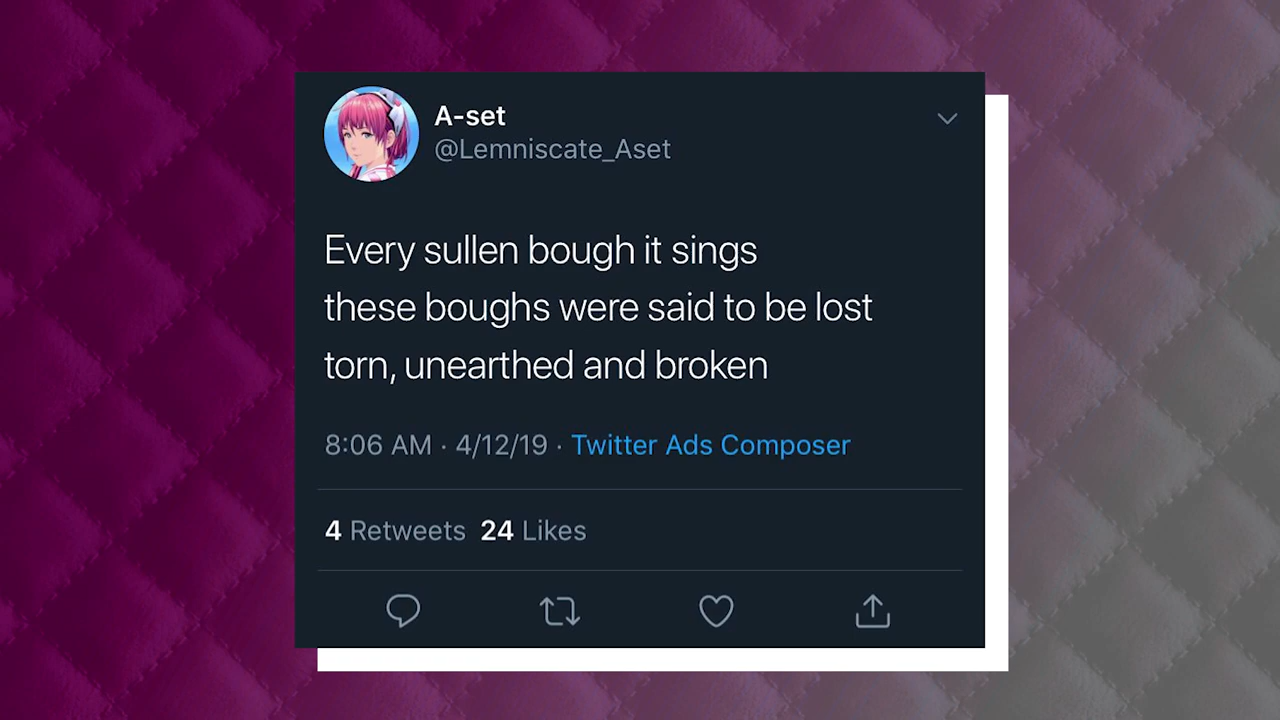 A-set
@Lemniscate_Aset
Every sullen bough it sings
these boughs were said to be lost
torn, unearthed and broken
8:06 AM · 4/12/19 · Twitter Ads Composer
4 Retweets 24 Likes